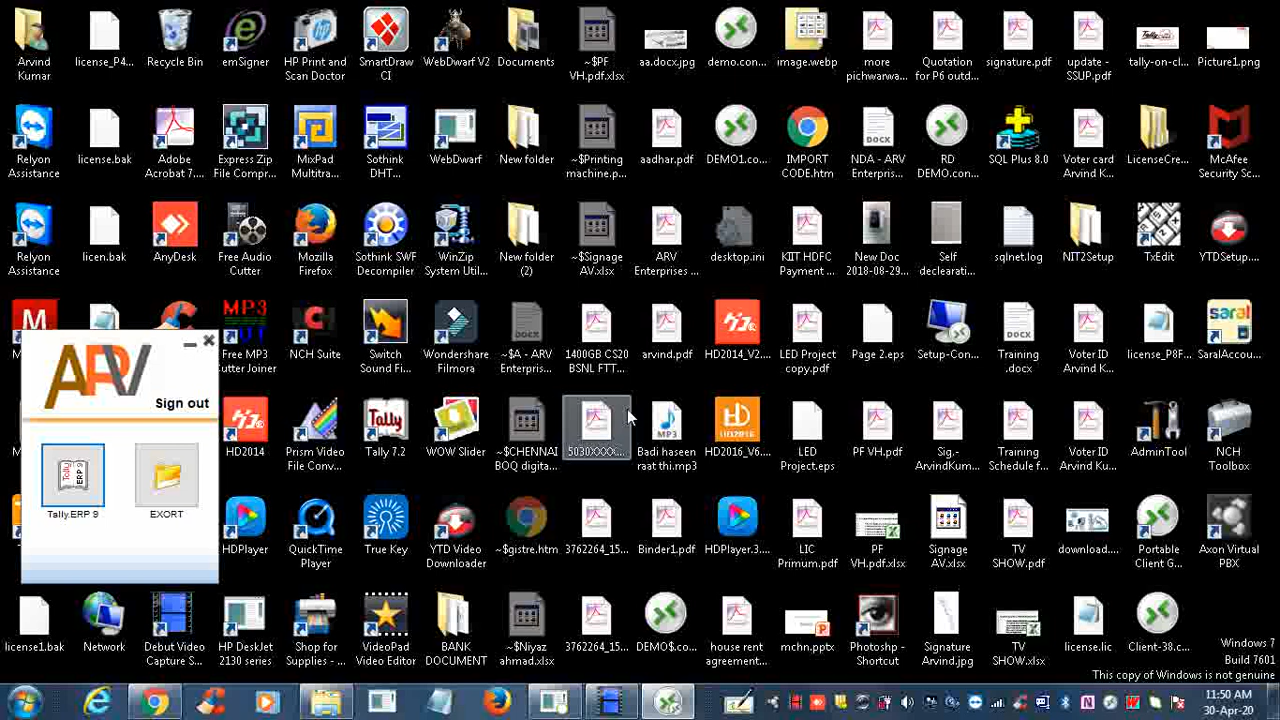 Arvind
Kumar
license_P4...
Recycle Bin
emSigner
HP Print and
Scan Doctor
SmartDraw
CI
WebDwarf V2
Documents
~$PF
VH.pdf.xlsx
aa.docx.jpg
demo.con...
image.webp
more
pichwarwa...
Quotation
for P6 outd...
signature.pdf
update -
SSUP.pdf
tally-on-cl...
Picture1.png
Relyon
Assistance
license.bak
Adobe
Acrobat 7....
Express Zip
File Compr...
MixPad
Multitra...
Sothink
DHT...
WebDwarf
New folder
~$Printing
machine.p...
aadhar.pdf
DEMO1.co...
IMPORT
CODE.htm
NDA - ARV
Enterpris...
RD
DEMO.con...
SQL Plus 8.0
Voter card
Arvind K...
LicenseCre...
McAfee
Security Sc...
Relyon
Assistance
licen.bak
AnyDesk
Free Audio
Cutter
Mozilla
Firefox
Sothink SWF
Decompiler
WinZip
System Util...
New folder
(2)
~$Signage
AV.xlsx
ARV
Enterprises ...
desktop.ini
KIIT HDFC
Payment ...
New Doc
2018-08-29...
Self
declearati...
sqlnet.log
NIT2Setup
TxEdit
YTDSetup....
Free MP3
Cutter Joiner
NCH Suite
Switch
Sound Fi...
Wondershare
Filmora
~$A - ARV
Enterpris...
1400GB CS20
BSNL FTT...
arvind.pdf
HD2014_V2....
LED Project
copy.pdf
Page 2.eps
Setup-Con...
Training
.docx
Voter ID
Arvind K...
license_P8F...
SaralAccou...
ARV
Sign out
Tally.ERP 9
EXORT
HD2014
Prism Video
File Conv...
Tally 7.2
WOW Slider
~$CHENNAI
BOQ digita...
5030XXXX...
Badi haseen
raat thi.mp3
HD2016_V6....
LED
Project.eps
PF VH.pdf
Sig.-
ArvindKum...
Training
Schedule f...
Voter ID
Arvind Ku...
AdminTool
NCH
Toolbox
HDPlayer
QuickTime
Player
True Key
YTD Video
Downloader
~$gistre.htm
3762264_15...
Binder1.pdf
HDPlayer.3....
LIC
Primum.pdf
PF
VH.pdf.xlsx
Signage
AV.xlsx
TV
SHOW.pdf
download....
Portable
Client G...
Axon Virtual
PBX
license1.bak
Network
Debut Video
Capture S...
HP DeskJet
2130 series
Shop for
Supplies - ...
VideoPad
Video Editor
BANK
DOCUMENT
~$Niyaz
ahmad.xlsx
3762264_15...
DEMO$.co...
house rent
agreement...
mchn.pptx
Photoshp -
Shortcut
Signature
Arvind.jpg
TV
SHOW.xlsx
license.lic
Client-38.c...
Windows 7
Build 7601
This copy of Windows is not genuine
11:50 AM
30-Apr-20